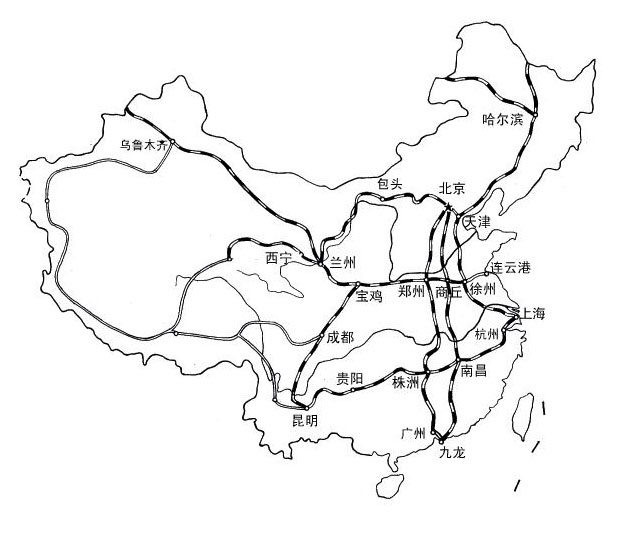 哈尔滨
乌鲁木齐
包头
北京
天津
西宁
兰州
连云港
宝鸡
郑州
商丘
徐州
上海
杭州
成都
贵阳
株洲
南昌
昆明
广州
九龙